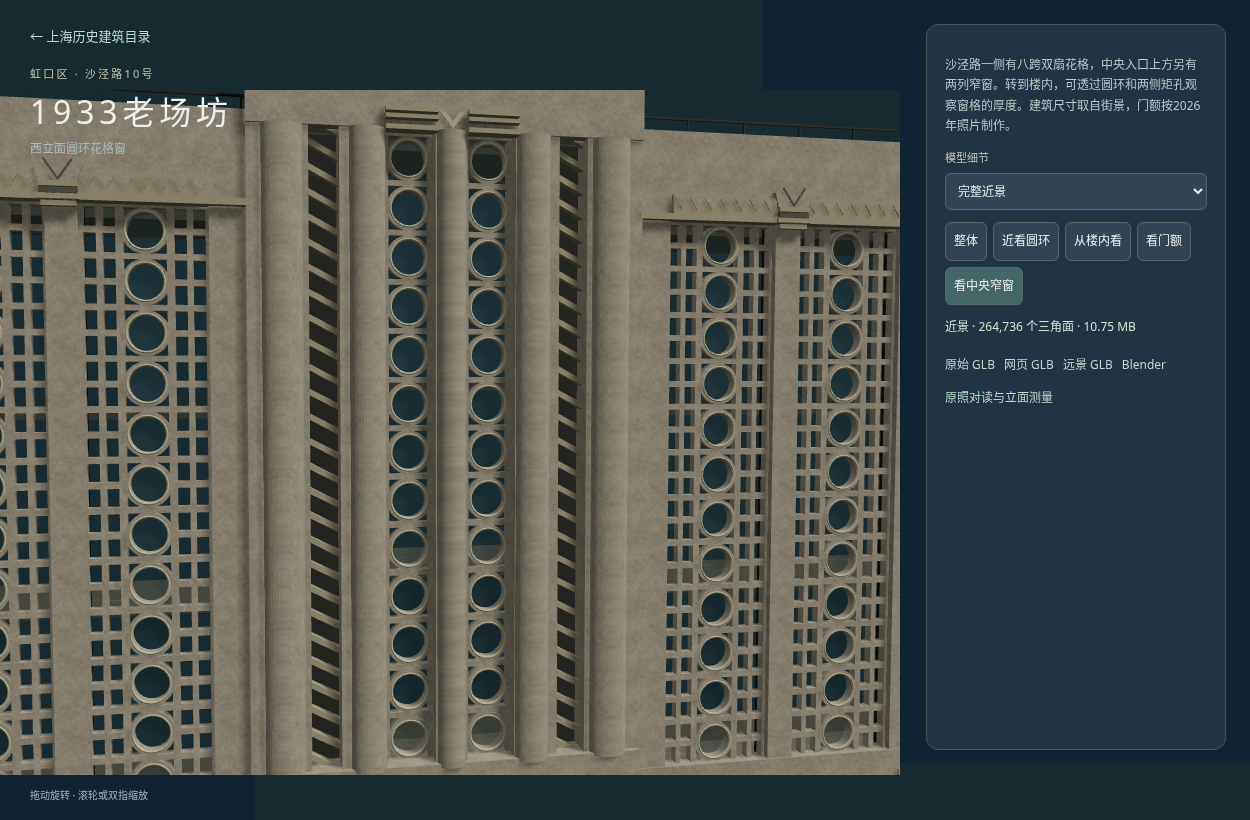 ← 上海历史建筑目录
虹口区 · 沙泾路10号
1933老场坊
西立面圆环花格窗
沙泾路一侧有八跨双扇花格，中央入口上方另有
两列窄窗。转到楼内，可透过圆环和两侧矩孔观
察窗格的厚度。建筑尺寸取自街景，门额按2026
年照片制作。
模型细节
完整近景
整体 近看圆环 从楼内看 看门额
看中央窄窗
近景 · 264,736 个三角面 · 10.75 MB
原始 GLB 网页 GLB 远景 GLB Blender
原照对读与立面测量
拖动旋转 · 滚轮或双指缩放